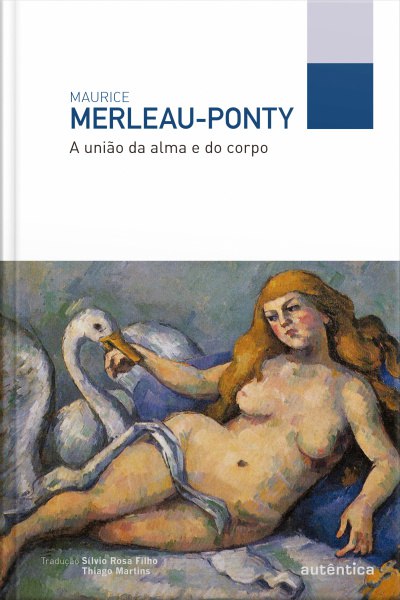 MAURICE
MERLEAU-PONTY
A união da alma e do corpo
Tradução Silvio Rosa Filho
Thiago Martins
autêntica